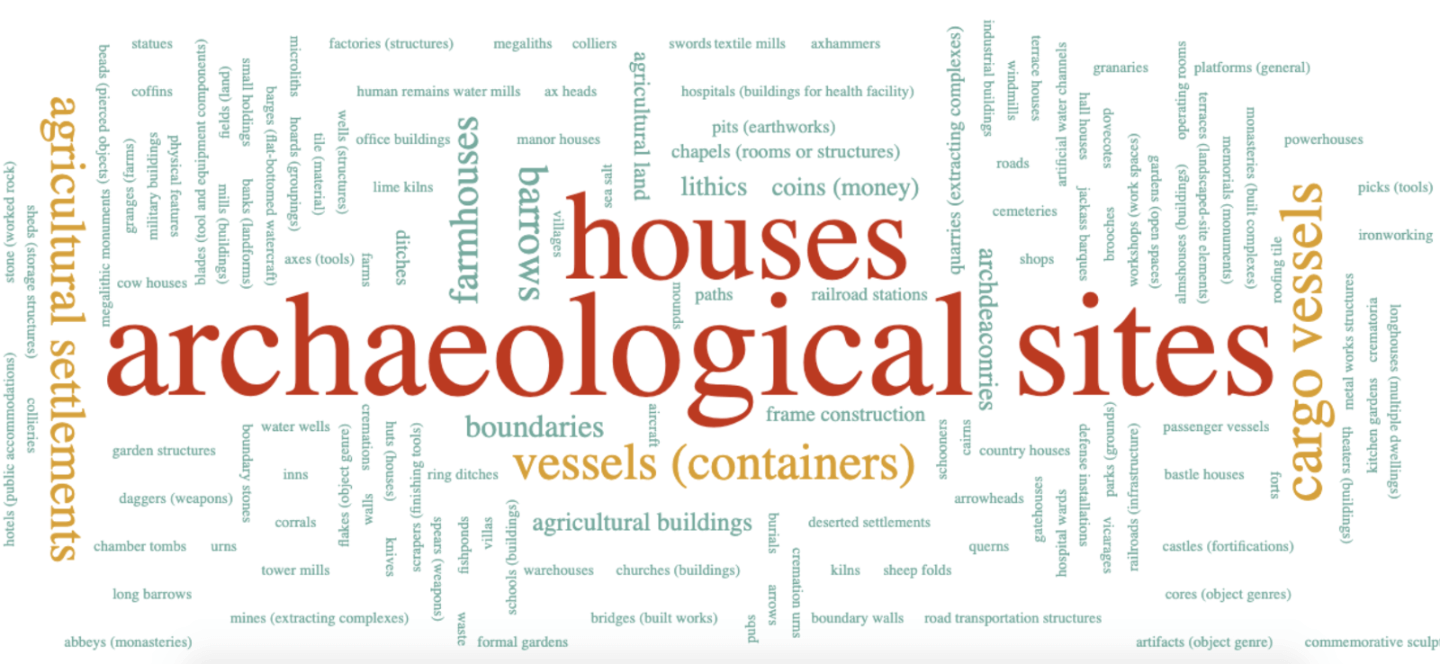 statues
factories (structures)
megaliths
colliers
swords
textile mills
axhammers
granaries
platforms (general)
coffins
human remains
water mills
ax heads
hospitals (buildings for health facility)
pits (earthworks)
office buildings
manor houses
chapels (rooms or structures)
powerhouses
roads
lime kilns
lithics
coins (money)
picks (tools)
cemeteries
ironworking
axes (tools)
shops
cow houses
paths
railroad stations
houses
archaeological sites
beads (pierced objects)
megalithic monuments
granges (farms)
military buildings
physical features
blades (tool and equipment component)
fields (land)
mills (buildings)
small holdings
banks (landforms)
barges (flat-bottomed watercraft)
microliths
hoards (groupings)
tile (material)
wells (structures)
farms
ditches
farmhouses
barrows
villages
sea salt
agricultural land
mounds
quarries (extracting complexes)
industrial buildings
windmills
terrace houses
artificial water channels
hall houses
jackass barques
dovecotes
brooches
workshops (work spaces)
gardens (open spaces)
operating rooms
almshouses (buildings)
terraces (landscaped-site elements)
memorials (monuments)
monasteries (built complexes)
roofing tile
archdeaconries
cargo vessels
agricultural settlements
stone (worked rock)
sheds (storage structures)
hotels (public accommodations)
collieries
metal works structures
crematoria
kitchen gardens
longhouses (multiple dwellings)
theaters (buildings)
boundaries
frame construction
vessels (containers)
water wells
garden structures
inns
ring ditches
country houses
passenger vessels
bastle houses
daggers (weapons)
corrals
agricultural buildings
deserted settlements
arrowheads
chamber tombs
urns
querns
castles (fortifications)
tower mills
warehouses
churches (buildings)
kilns
sheep folds
long barrows
cores (object genres)
mines (extracting complexes)
bridges (built works)
boundary walls
road transportation structures
abbeys (monasteries)
formal gardens
artifacts (object genre)
commemorative sculp
boundary stones
flakes (object genre)
cremations
walls
huts (houses)
knives
scrapers (finishing tools)
spears (weapons)
fishponds
villas
schools (buildings)
waste
aircraft
burials
arrows
cremation urns
pubs
schooners
cairns
gatehouses
hospital wards
defense installations
parks (grounds)
vicarages
railroads (infrastructure)
forts